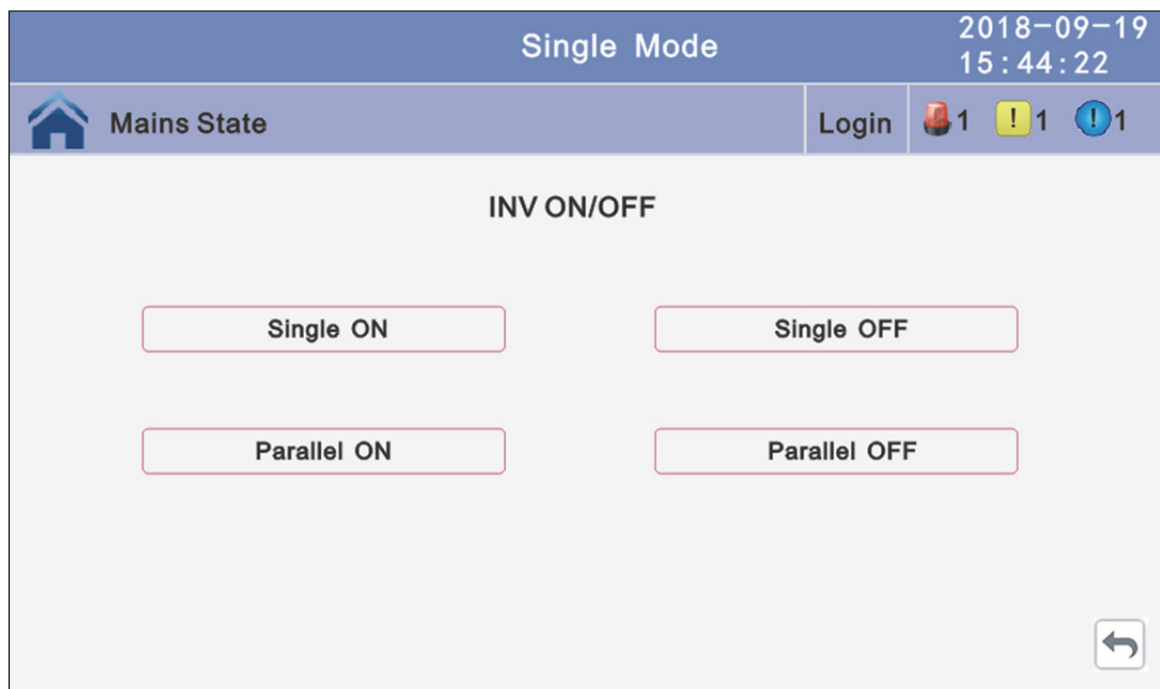 Single Mode
2018-09-19
15:44:22
Mains State
Login
1
! 1
! 1
INV ON/OFF
Single ON
Single OFF
Parallel ON
Parallel OFF